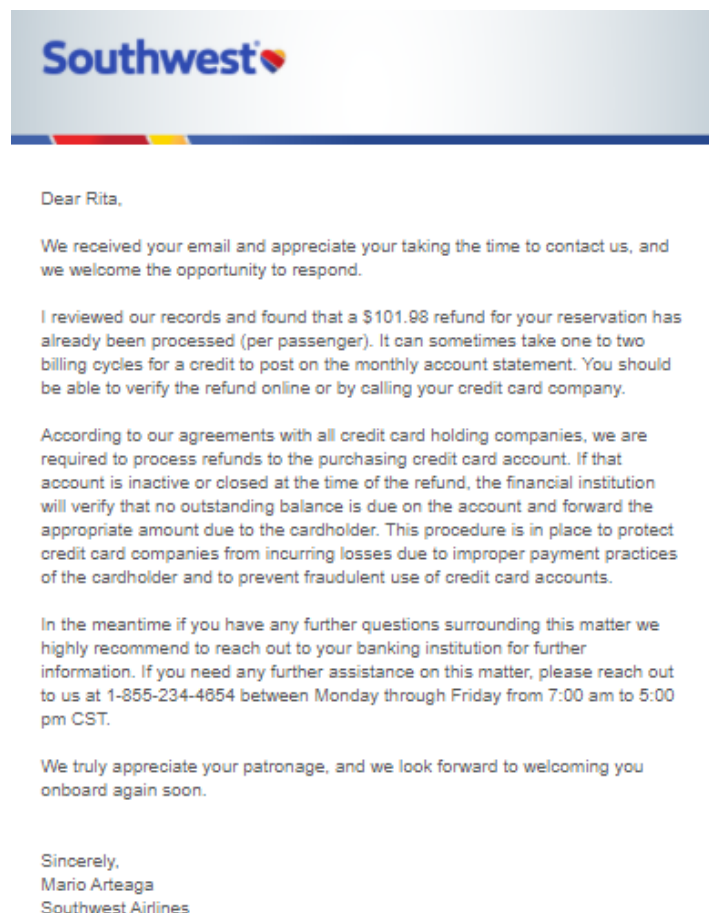 Southwest
Dear Rita,
We received your email and appreciate your taking the time to contact us, and
we welcome the opportunity to respond.
I reviewed our records and found that a $101.98 refund for your reservation has
already been processed (per passenger). It can sometimes take one to two
billing cycles for a credit to post on the monthly account statement. You should
be able to verify the refund online or by calling your credit card company.
According to our agreements with all credit card holding companies, we are
required to process refunds to the purchasing credit card account. If that
account is inactive or closed at the time of the refund, the financial institution
will verify that no outstanding balance is due on the account and forward the
appropriate amount due to the cardholder. This procedure is in place to protect
credit card companies from incurring losses due to improper payment practices
of the cardholder and to prevent fraudulent use of credit card accounts.
In the meantime if you have any further questions surrounding this matter we
highly recommend to reach out to your banking institution for further
information. If you need any further assistance on this matter, please reach out
to us at 1-855-234-4654 between Monday through Friday from 7:00 am to 5:00
pm CST.
We truly appreciate your patronage, and we look forward to welcoming you
onboard again soon.
Sincerely,
Mario Arteaga
Southwest Airlines